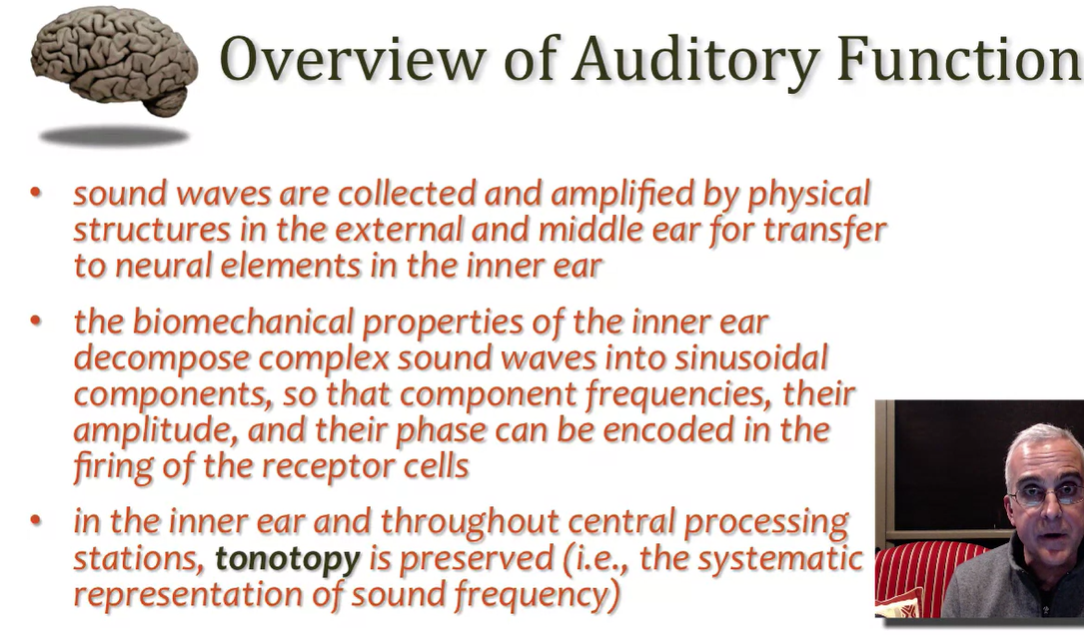 Overview of Auditory Function
• sound waves are collected and amplified by physical
structures in the external and middle ear for transfer
to neural elements in the inner ear
• the biomechanical properties of the inner ear
decompose complex sound waves into sinusoidal
components, so that component frequencies, their
amplitude, and their phase can be encoded in the
firing of the receptor cells
• in the inner ear and throughout central processing
stations, tonotopy is preserved (i.e., the systematic
representation of sound frequency)